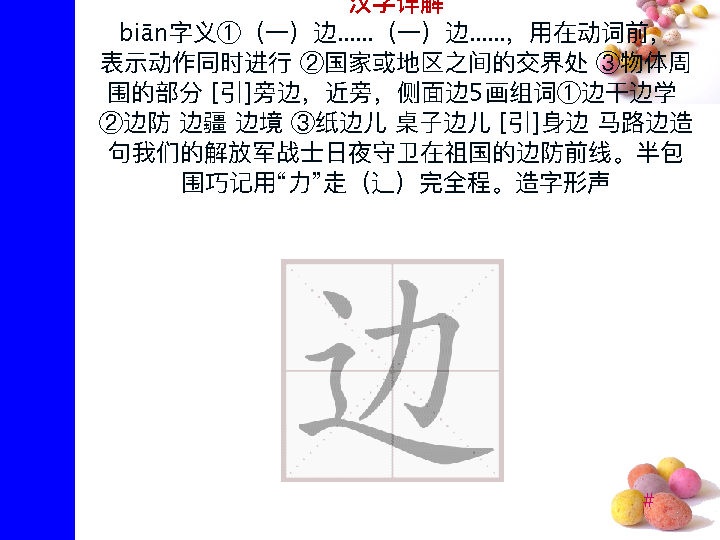 汉字详解
biān字义①（一）边……（一）边……，用在动词前，
表示动作同时进行 ②国家或地区之间的交界处 ③物体周
围的部分 [引]旁边，近旁，侧面边5画组词①边干边学
②边防 边疆 边境 ③纸边儿 桌子边儿 [引]身边 马路边造
句我们的解放军战士日夜守卫在祖国的边防前线。半包
围巧记用“力”走（辶）完全程。造字形声
边
#